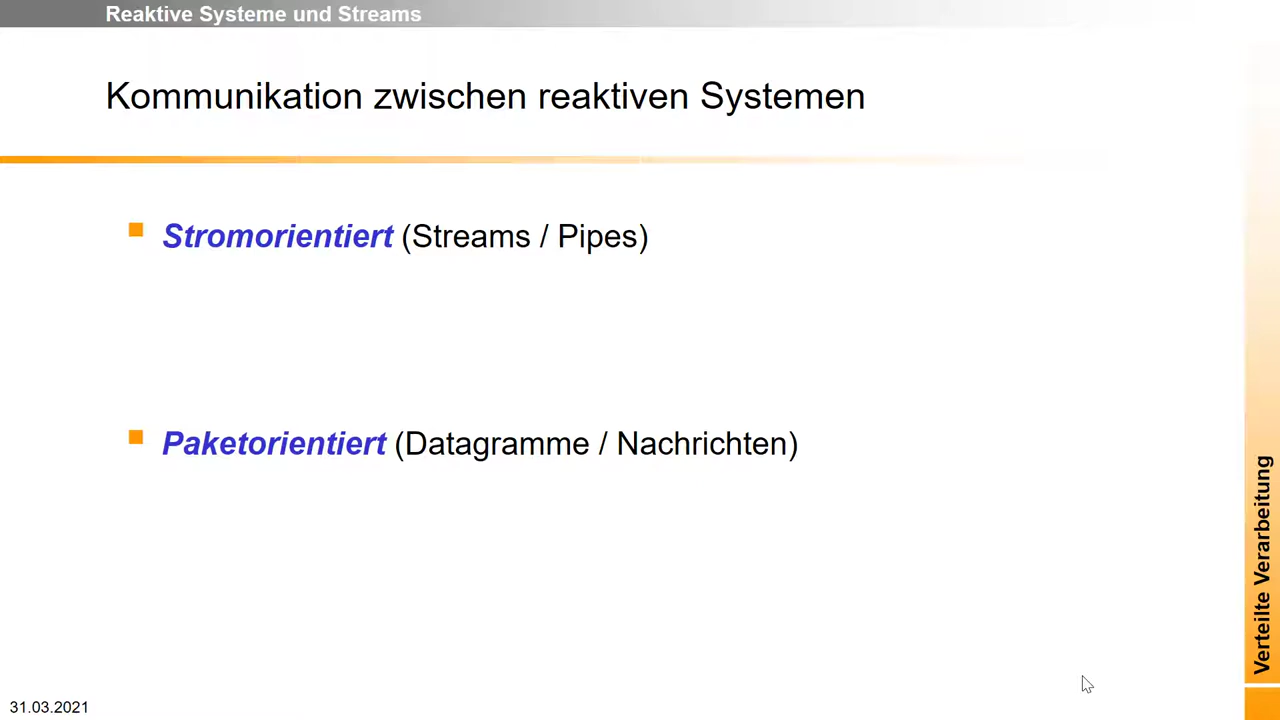 Reaktive Systeme und Streams
Kommunikation zwischen reaktiven Systemen
Stromorientiert (Streams / Pipes)
Paketorientiert (Datagramme / Nachrichten)
Verteilte Verarbeitung
31.03.2021